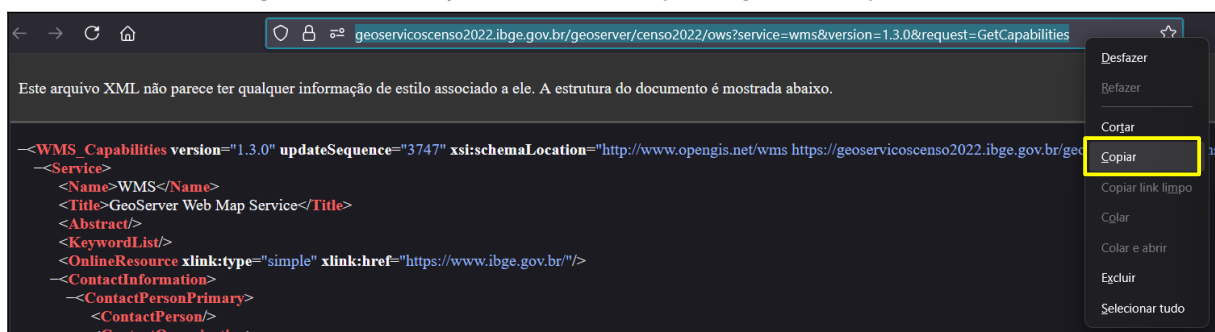 geoservicoscenso2022.ibge.gov.br/geoserver/censo2022/ows?service=wms&version=1.3.0&request=GetCapabilities
Este arquivo XML não parece ter qualquer informação de estilo associado a ele. A estrutura do documento é mostrada abaixo.
−<WMS_Capabilities version="1.3.0" updateSequence="3747" xsi:schemaLocation="http://www.opengis.net/wms https://geoservicoscenso2022.ibge.gov.br/geo
−<Service>
<Name>WMS</Name>
<Title>GeoServer Web Map Service</Title>
<Abstract/>
<KeywordList/>
<OnlineResource xlink:type="simple" xlink:href="https://www.ibge.gov.br/"/>
−<ContactInformation>
−<ContactPersonPrimary>
<ContactPerson/>
Desfazer
Refazer
Cortar
Copiar
Copiar link limpo
Colar
Colar e abrir
Excluir
Selecionar tudo